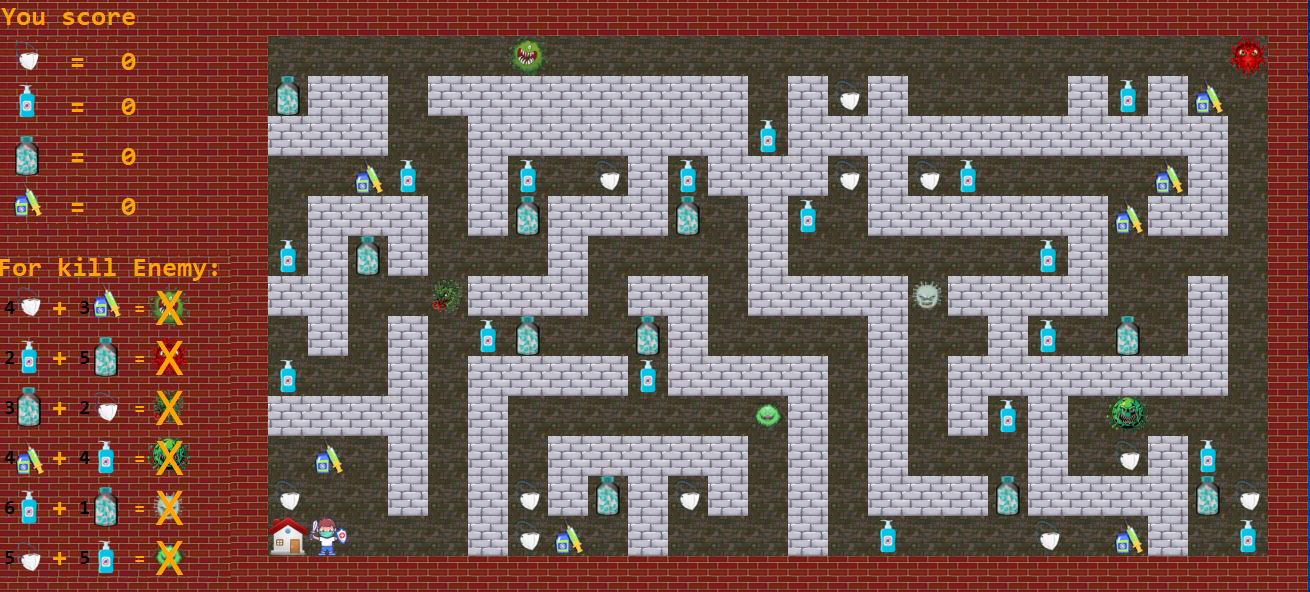 You score
= 0
= 0
= 0
= 0
For kill Enemy:
4 + 3 =
2 + 5 =
3 + 2 =
4 + 4 =
6 + 1 =
5 + 5 =